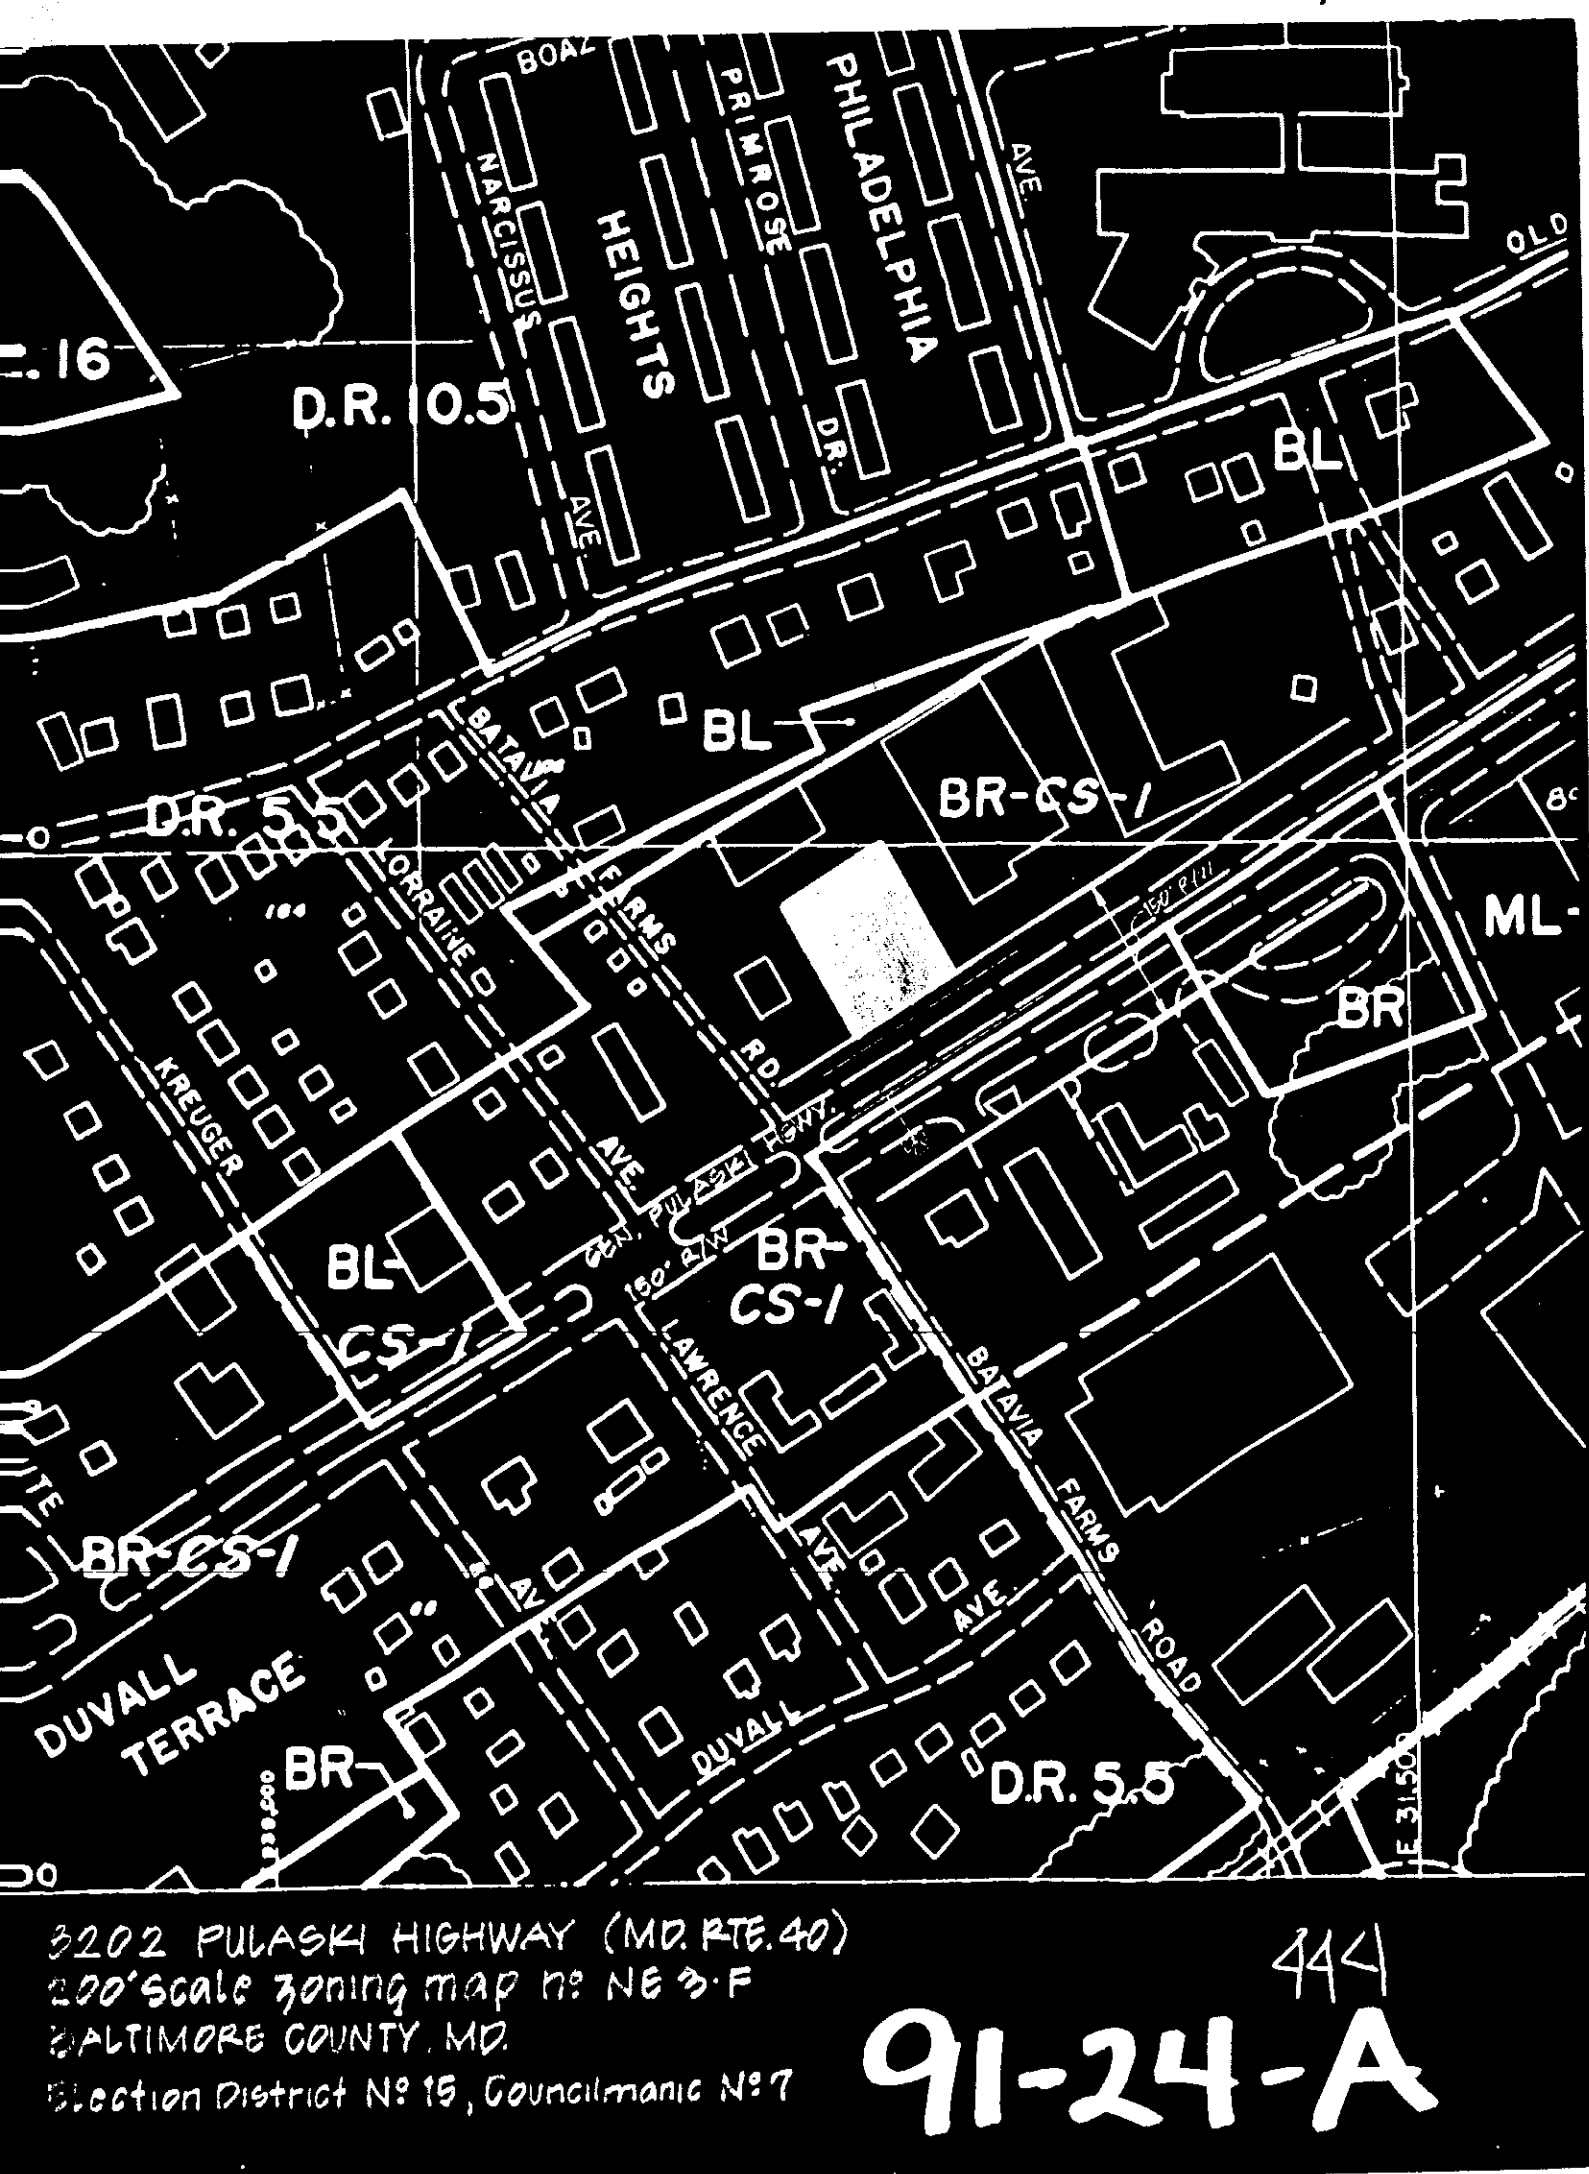 BOAZ
NARCISSUS
AVE.
PRIMROSE
DR.
PHILADELPHIA
HEIGHTS
AVE.
OLD
.16
D.R. 10.5
BL
BL
BATAVIA
FARMS
RD.
BR-CS-1
D.R. 5.5
LORRAINE
AVE.
150' R/W
ML-
BR
KREUGER
GEN. PULASKI HGWY.
150' R/W
BL-
CS-1
BR-
CS-1
LAWRENCE
AVE.
BATAVIA
FARMS
ROAD
BR-CS-1
AVE.
DUVALL
AVE.
DUVALL
TERRACE
BR
D.R. 5.5
E 31,500
3202 PULASKI HIGHWAY (MD. RTE. 40)
200' Scale zoning map nº NE 3·F
BALTIMORE COUNTY, MD.
Election District Nº 15, Councilmanic Nº 7
444
91-24-A